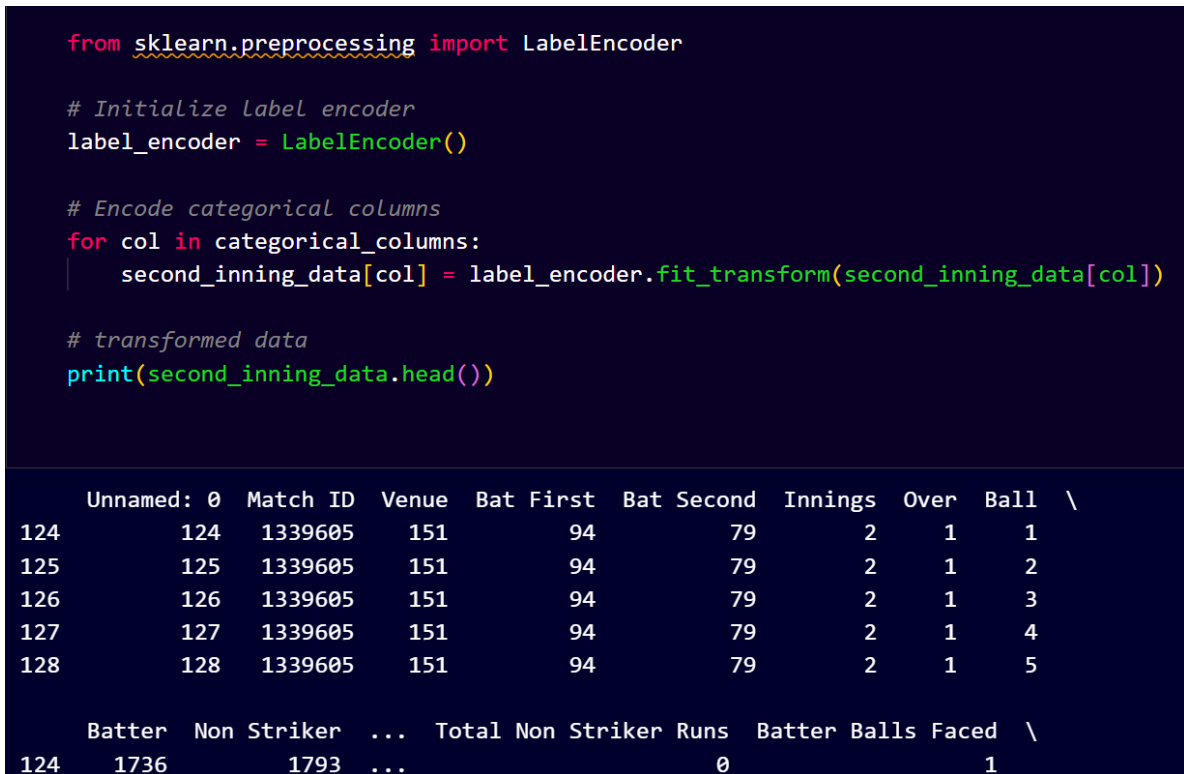 from sklearn.preprocessing import LabelEncoder
# Initialize label encoder
label_encoder = LabelEncoder()
# Encode categorical columns
for col in categorical_columns:
    second_inning_data[col] = label_encoder.fit_transform(second_inning_data[col])
# transformed data
print(second_inning_data.head())
Unnamed: 0  Match ID  Venue  Bat First  Bat Second  Innings  Over  Ball  \
124         124   1339605    151         94          79        2     1     1
125         125   1339605    151         94          79        2     1     2
126         126   1339605    151         94          79        2     1     3
127         127   1339605    151         94          79        2     1     4
128         128   1339605    151         94          79        2     1     5
Batter  Non Striker  ...  Total Non Striker Runs  Batter Balls Faced  \
124    1736         1793  ...                       0                   1